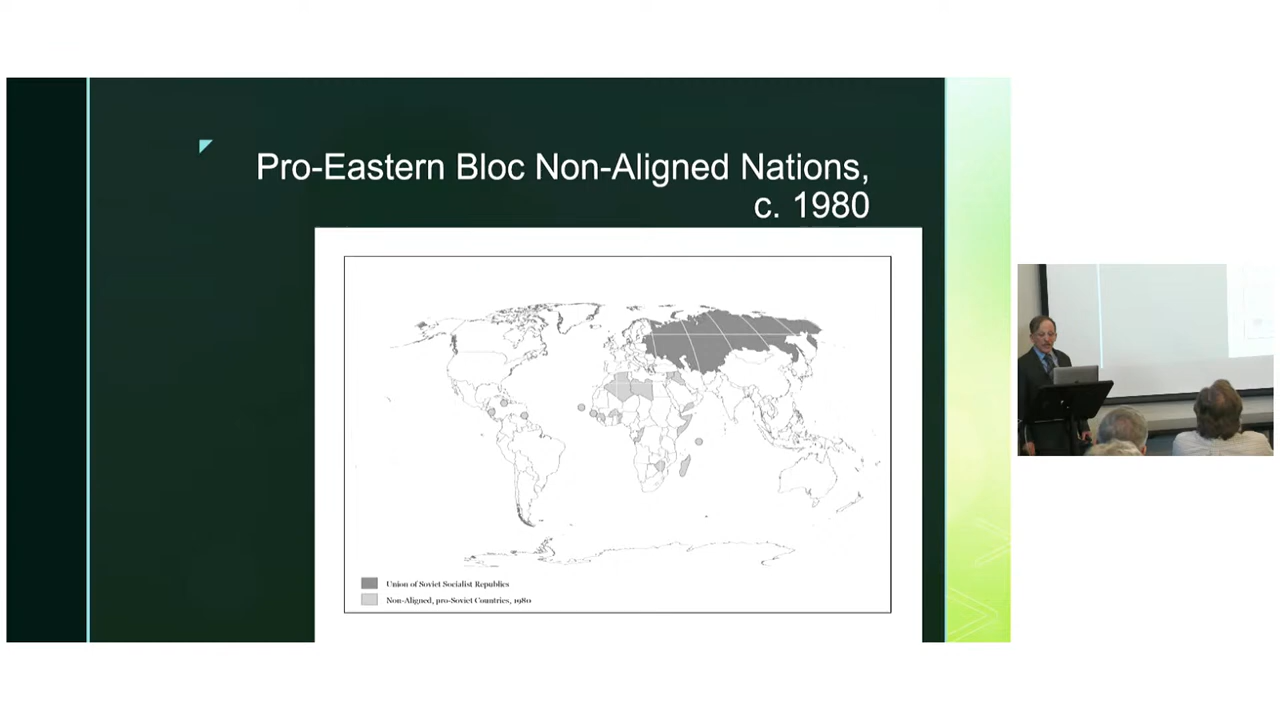 Pro-Eastern Bloc Non-Aligned Nations,
c. 1980
Union of Soviet Socialist Republics
Non-Aligned, pro-Soviet Countries, 1980